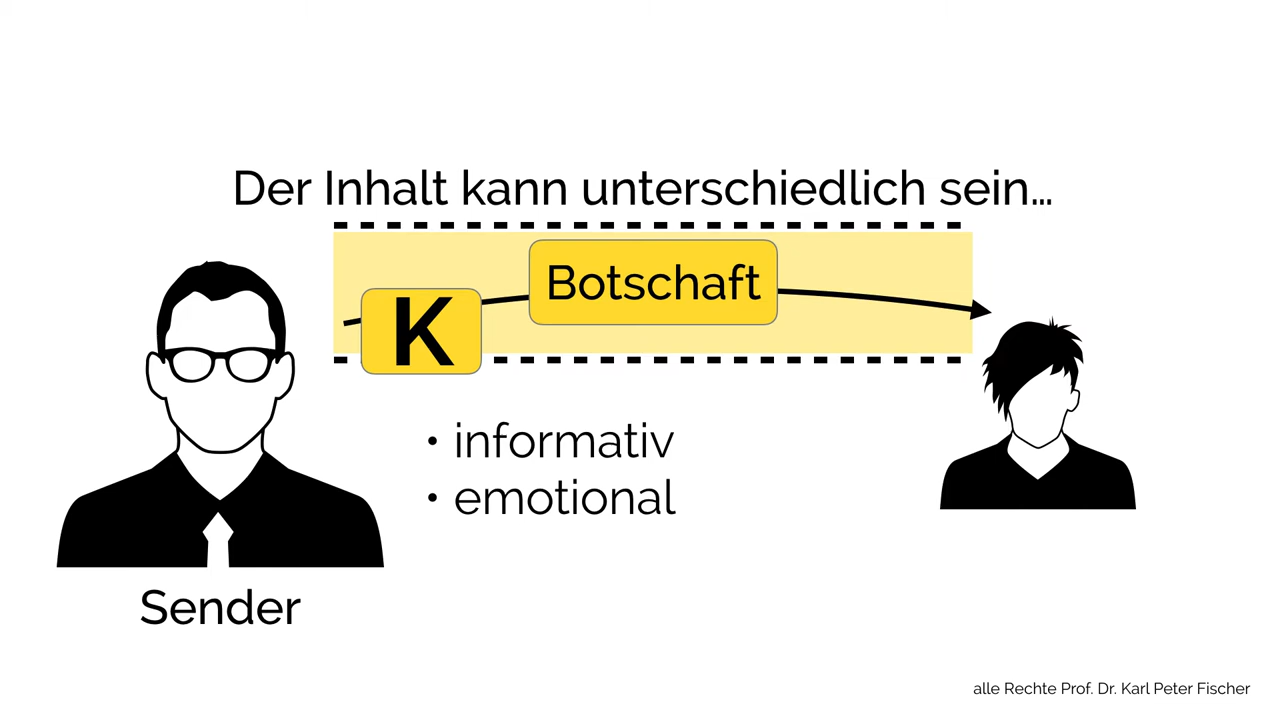 Der Inhalt kann unterschiedlich sein...
Botschaft
K
• informativ
• emotional
Sender
alle Rechte Prof. Dr. Karl Peter Fischer